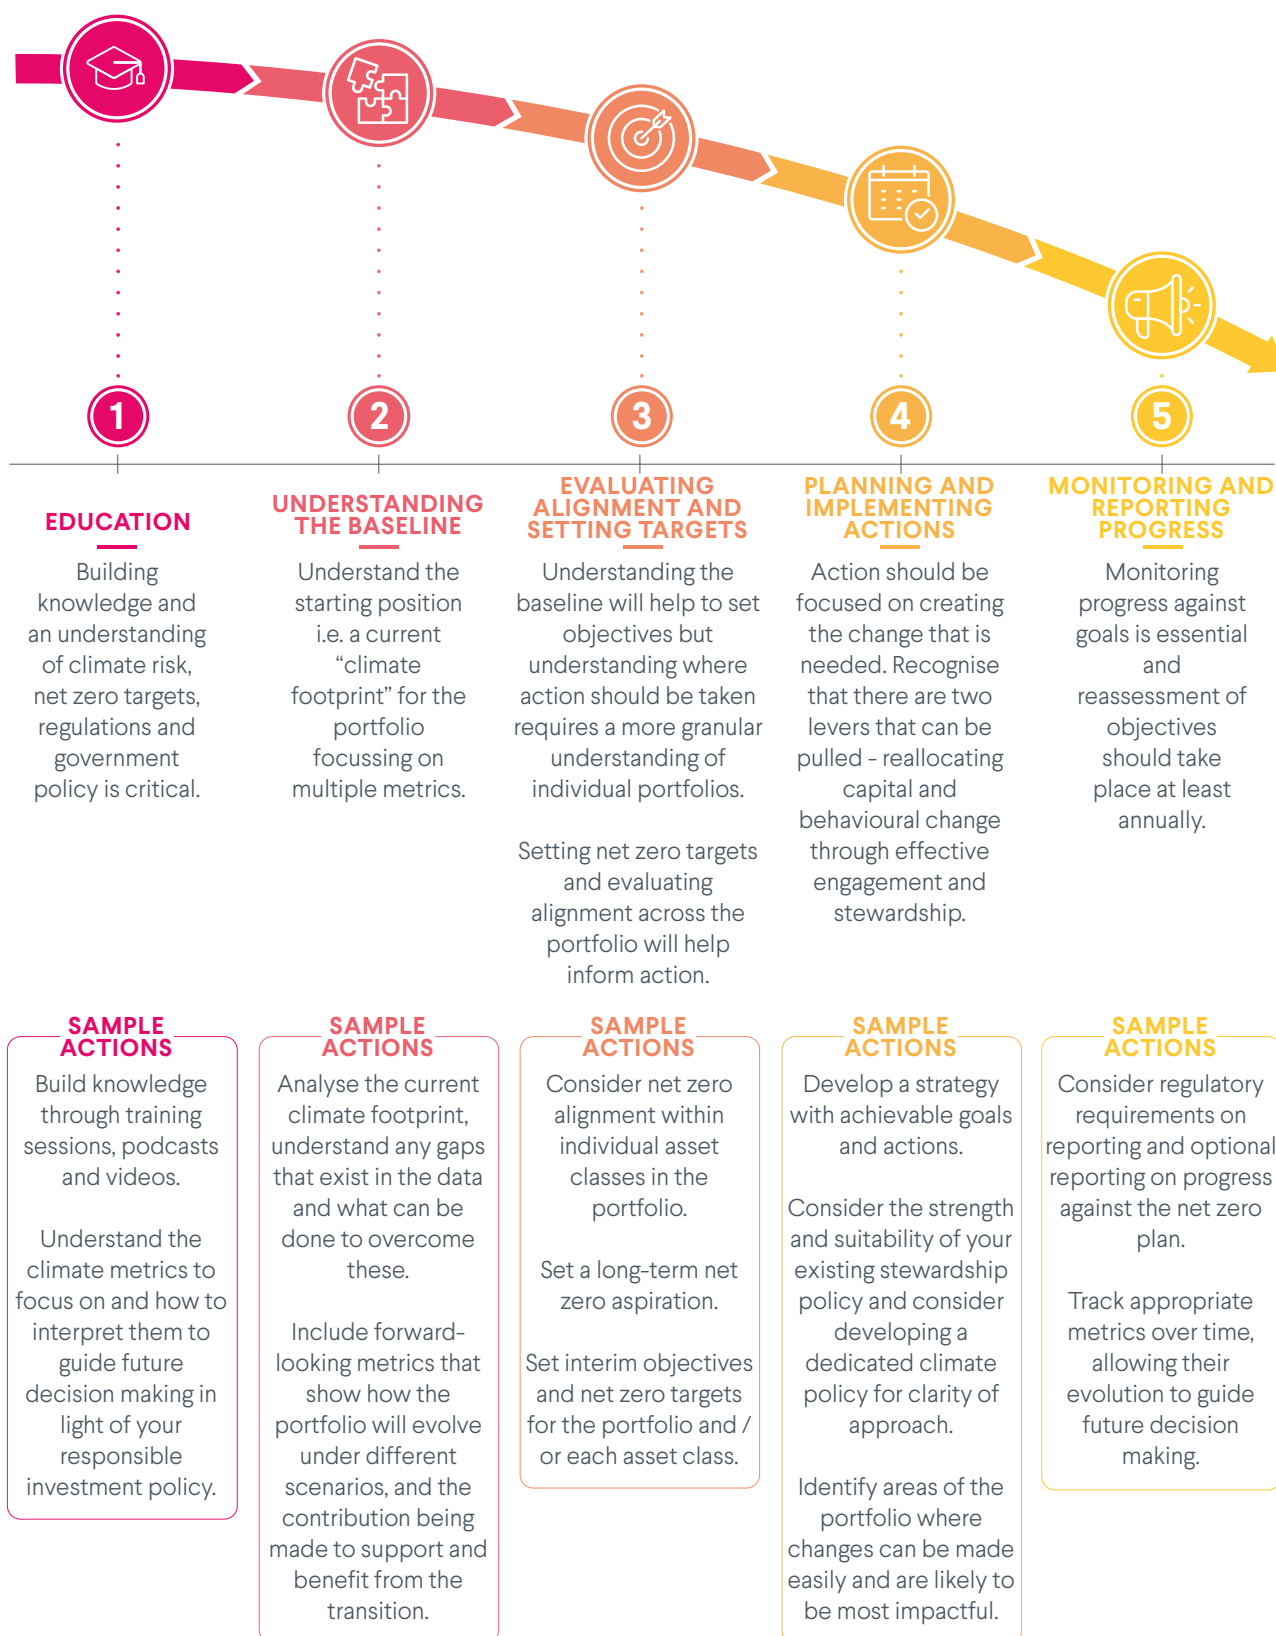 1
2
3
4
5
EDUCATION
Building
knowledge and
an understanding
of climate risk,
net zero targets,
regulations and
government
policy is critical.
UNDERSTANDING
THE BASELINE
Understand the
starting position
i.e. a current
“climate
footprint” for the
portfolio
focussing on
multiple metrics.
EVALUATING
ALIGNMENT AND
SETTING TARGETS
Understanding the
baseline will help to set
objectives but
understanding where
action should be taken
requires a more granular
understanding of
individual portfolios.
Setting net zero targets
and evaluating
alignment across the
portfolio will help
inform action.
PLANNING AND
IMPLEMENTING
ACTIONS
Action should be
focused on creating
the change that is
needed. Recognise
that there are two
levers that can be
pulled - reallocating
capital and
behavioural change
through effective
engagement and
stewardship.
MONITORING AND
REPORTING
PROGRESS
Monitoring
progress against
goals is essential
and
reassessment of
objectives
should take
place at least
annually.
SAMPLE
ACTIONS
Build knowledge
through training
sessions, podcasts
and videos.
Understand the
climate metrics to
focus on and how to
interpret them to
guide future
decision making in
light of your
responsible
investment policy.
SAMPLE
ACTIONS
Analyse the current
climate footprint,
understand any gaps
that exist in the data
and what can be
done to overcome
these.
Include forward-
looking metrics that
show how the
portfolio will evolve
under different
scenarios, and the
contribution being
made to support and
benefit from the
transition.
SAMPLE
ACTIONS
Consider net zero
alignment within
individual asset
classes in the
portfolio.
Set a long-term net
zero aspiration.
Set interim objectives
and net zero targets
for the portfolio and /
or each asset class.
SAMPLE
ACTIONS
Develop a strategy
with achievable goals
and actions.
Consider the strength
and suitability of your
existing stewardship
policy and consider
developing a
dedicated climate
policy for clarity of
approach.
Identify areas of the
portfolio where
changes can be made
easily and are likely to
be most impactful.
SAMPLE
ACTIONS
Consider regulatory
requirements on
reporting and optional
reporting on progress
against the net zero
plan.
Track appropriate
metrics over time,
allowing their
evolution to guide
future decision
making.